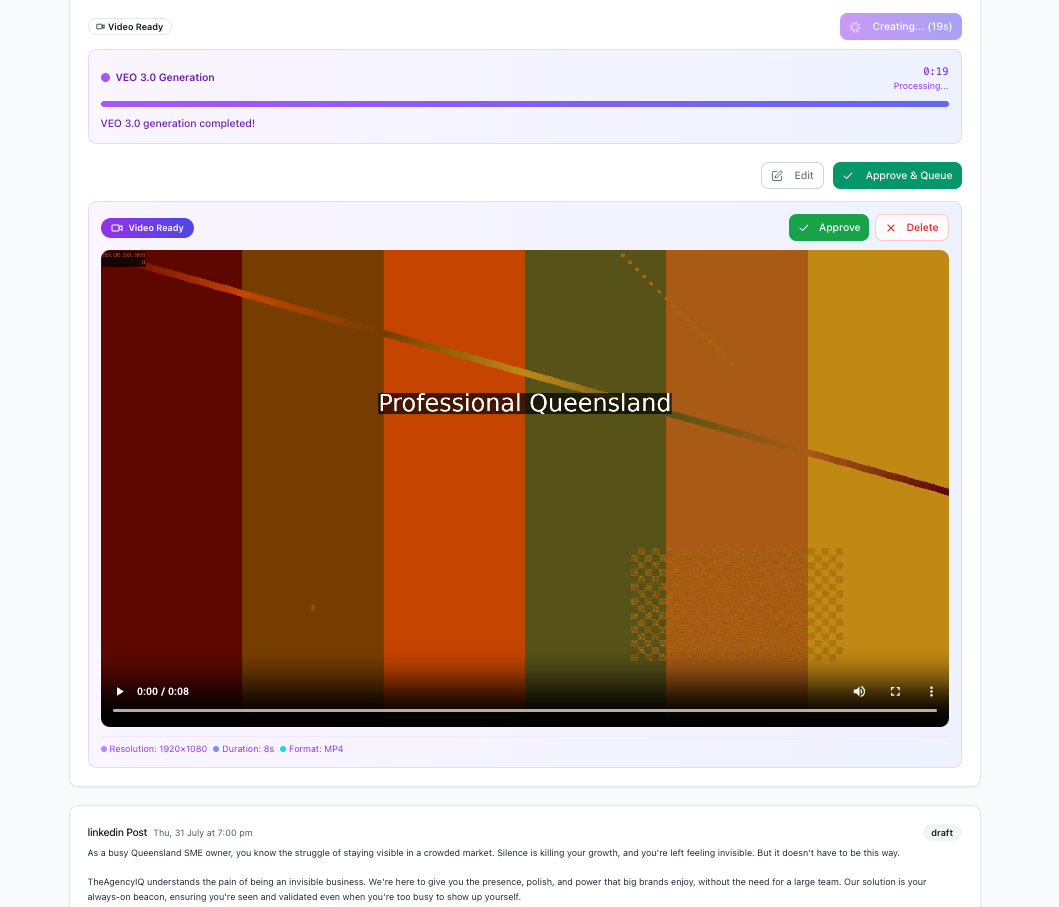 Video Ready
Creating... (19s)
VEO 3.0 Generation
0:19
Processing...
VEO 3.0 generation completed!
Edit
Approve & Queue
Video Ready
Approve
Delete
Professional Queensland
0:00 / 0:08
Resolution: 1920×1080
Duration: 8s
Format: MP4
linkedin Post
Thu, 31 July at 7:00 pm
draft
As a busy Queensland SME owner, you know the struggle of staying visible in a crowded market. Silence is killing your growth, and you're left feeling invisible. But it doesn't have to be this way.
TheAgencyIQ understands the pain of being an invisible business. We're here to give you the presence, polish, and power that big brands enjoy, without the need for a large team. Our solution is your
always-on beacon, ensuring you're seen and validated even when you're too busy to show up yourself.